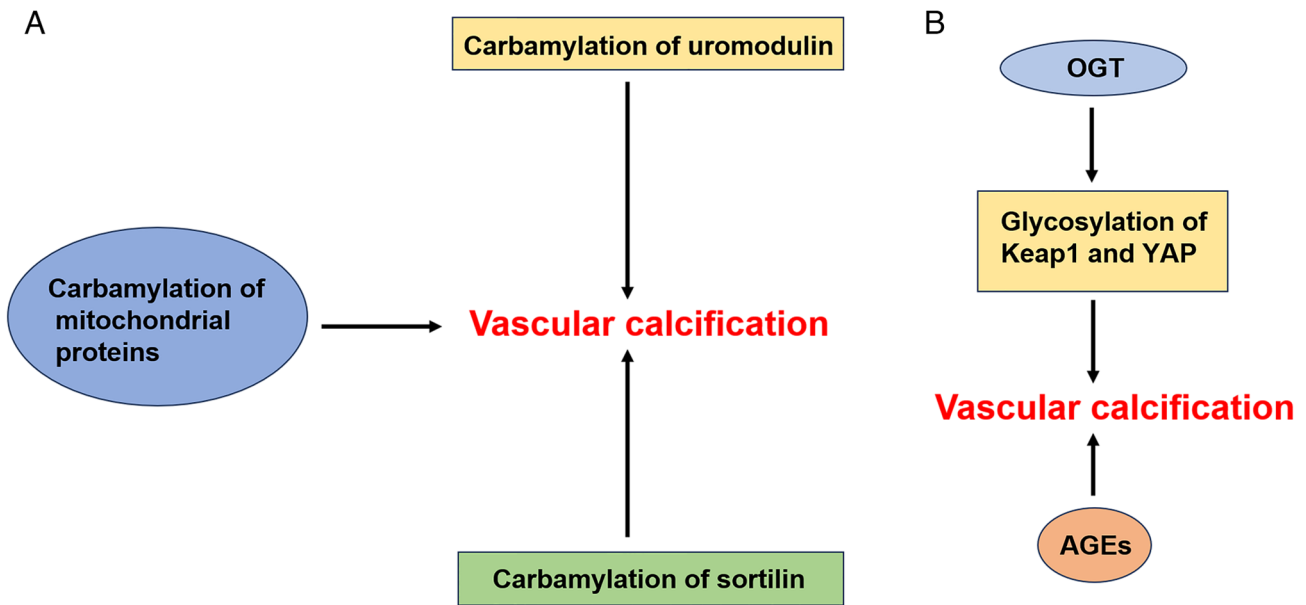 A
Carbamylation of uromodulin
Carbamylation of
mitochondrial
proteins
Vascular calcification
Carbamylation of sortilin
B
OGT
Glycosylation of
Keap1 and YAP
Vascular calcification
AGEs